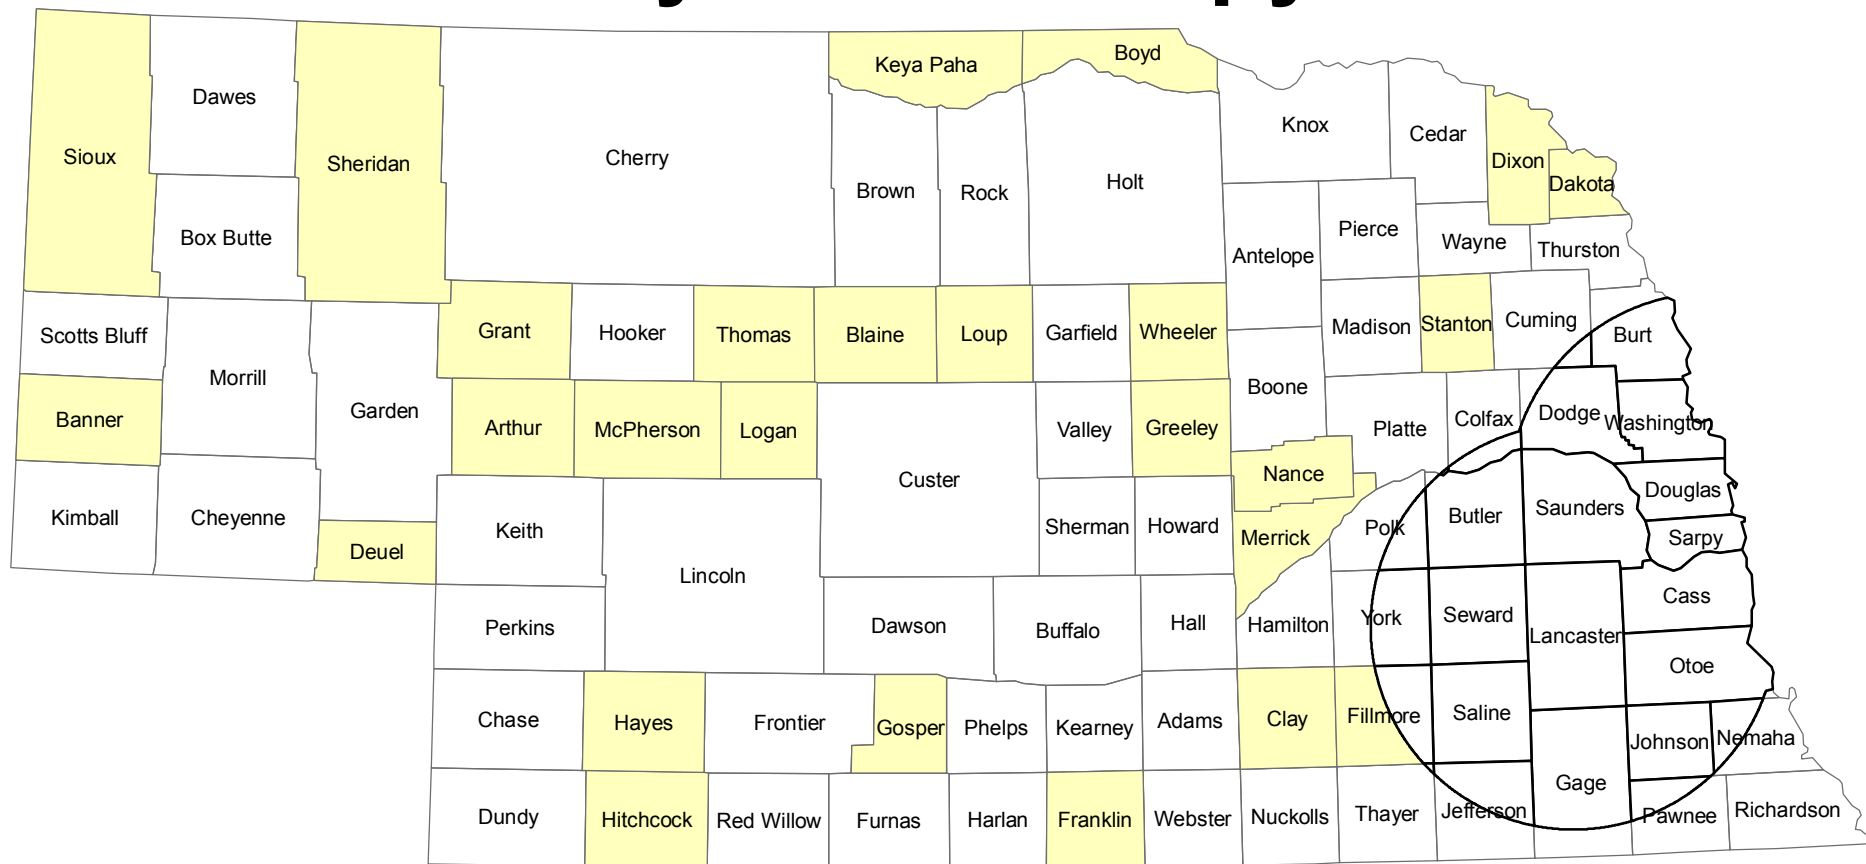 Keya Paha
Boyd
Dawes
Knox
Cedar
Sioux
Sheridan
Cherry
Dixon
Dakota
Brown
Rock
Holt
Box Butte
Pierce
Wayne
Thurston
Antelope
Scotts Bluff
Grant
Hooker
Thomas
Blaine
Loup
Garfield
Wheeler
Madison
Stanton
Cuming
Burt
Morrill
Garden
Boone
Banner
Arthur
McPherson
Logan
Valley
Greeley
Platte
Colfax
Dodge
Washington
Custer
Nance
Kimball
Cheyenne
Keith
Sherman
Howard
Merrick
Polk
Butler
Saunders
Douglas
Sarpy
Deuel
Lincoln
Perkins
Dawson
Buffalo
Hall
Hamilton
York
Seward
Lancaster
Cass
Otoe
Chase
Hayes
Frontier
Gosper
Phelps
Kearney
Adams
Clay
Fillmore
Saline
Johnson
Nemaha
Gage
Dundy
Hitchcock
Red Willow
Furnas
Harlan
Franklin
Webster
Nuckolls
Thayer
Jefferson
Pawnee
Richardson